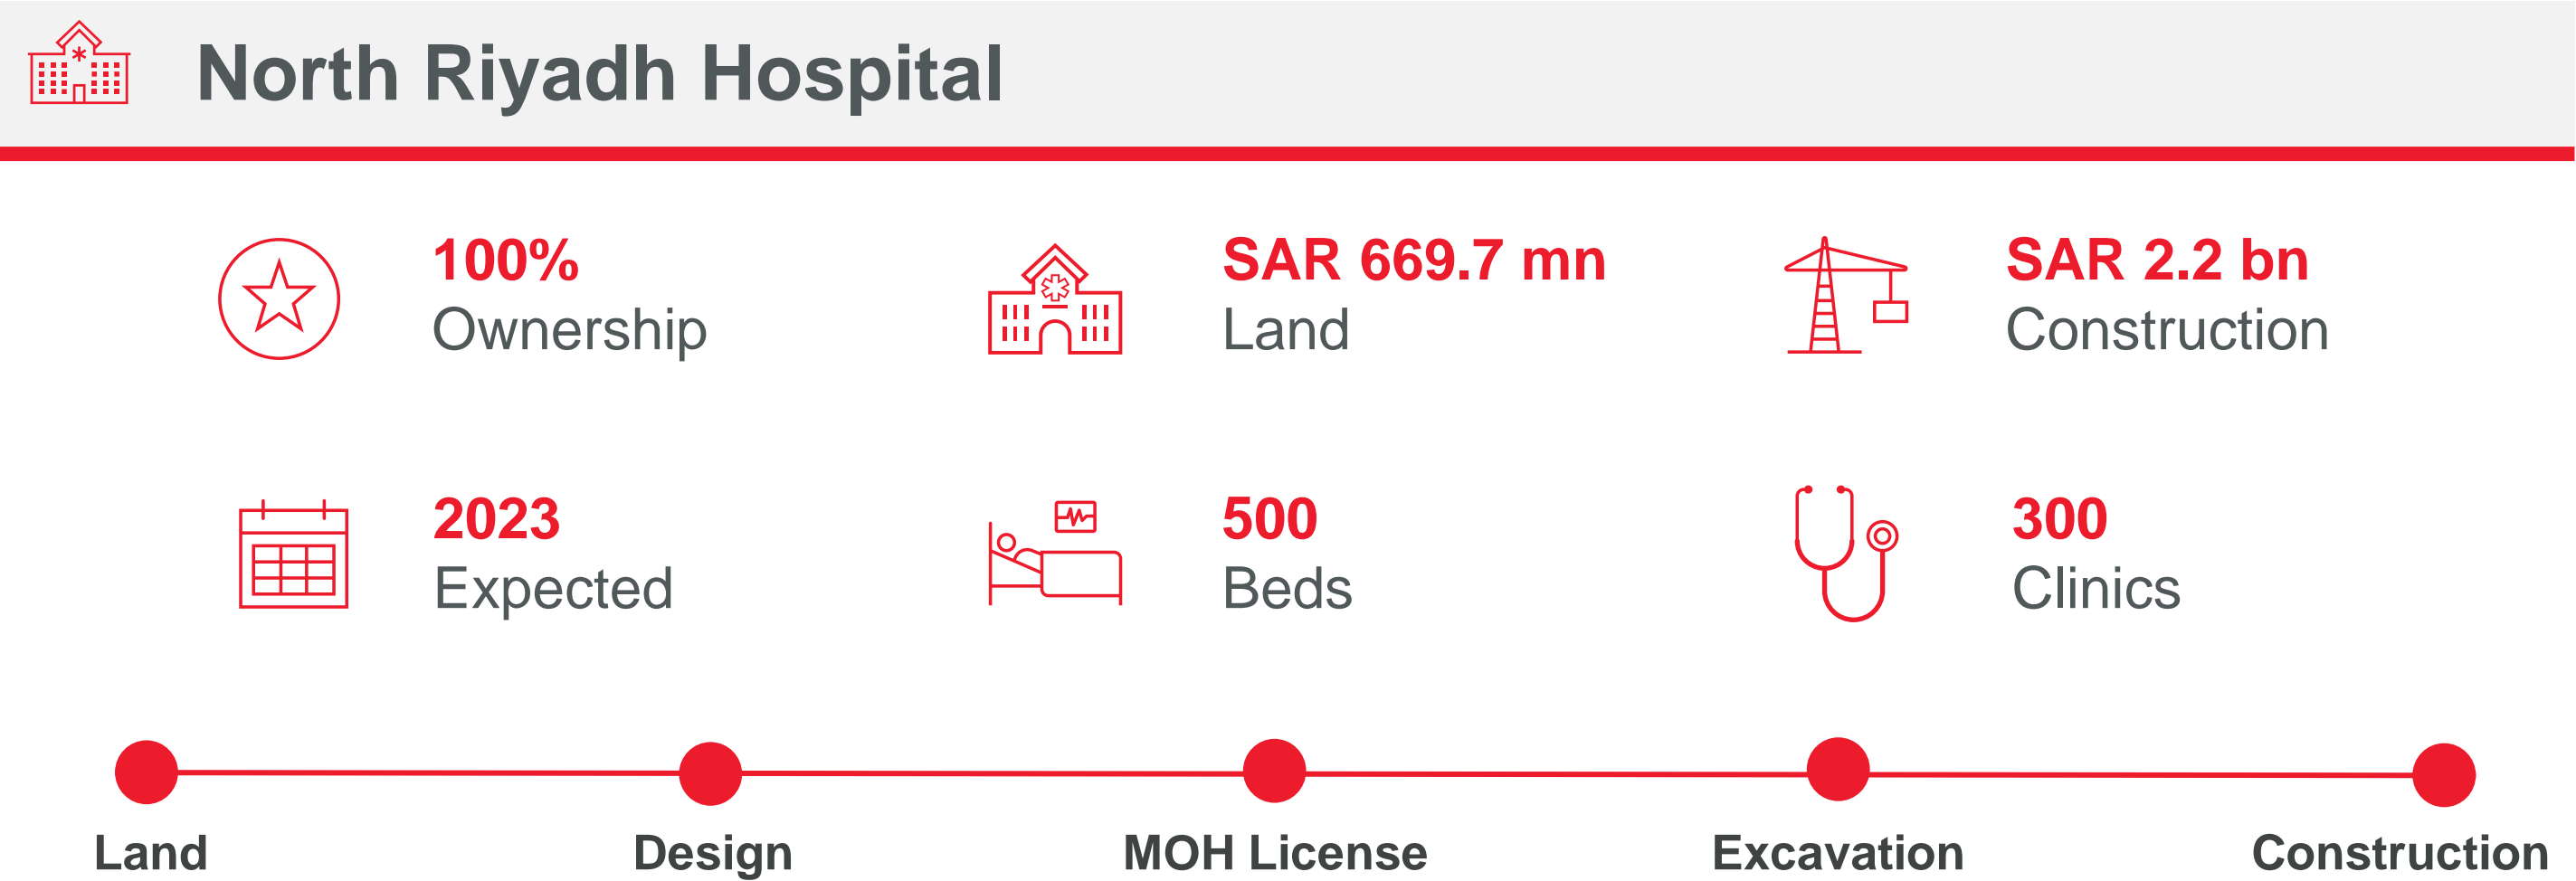 North Riyadh Hospital
100%
Ownership
SAR 669.7 mn
Land
SAR 2.2 bn
Construction
2023
Expected
500
Beds
300
Clinics
Land
Design
MOH License
Excavation
Construction